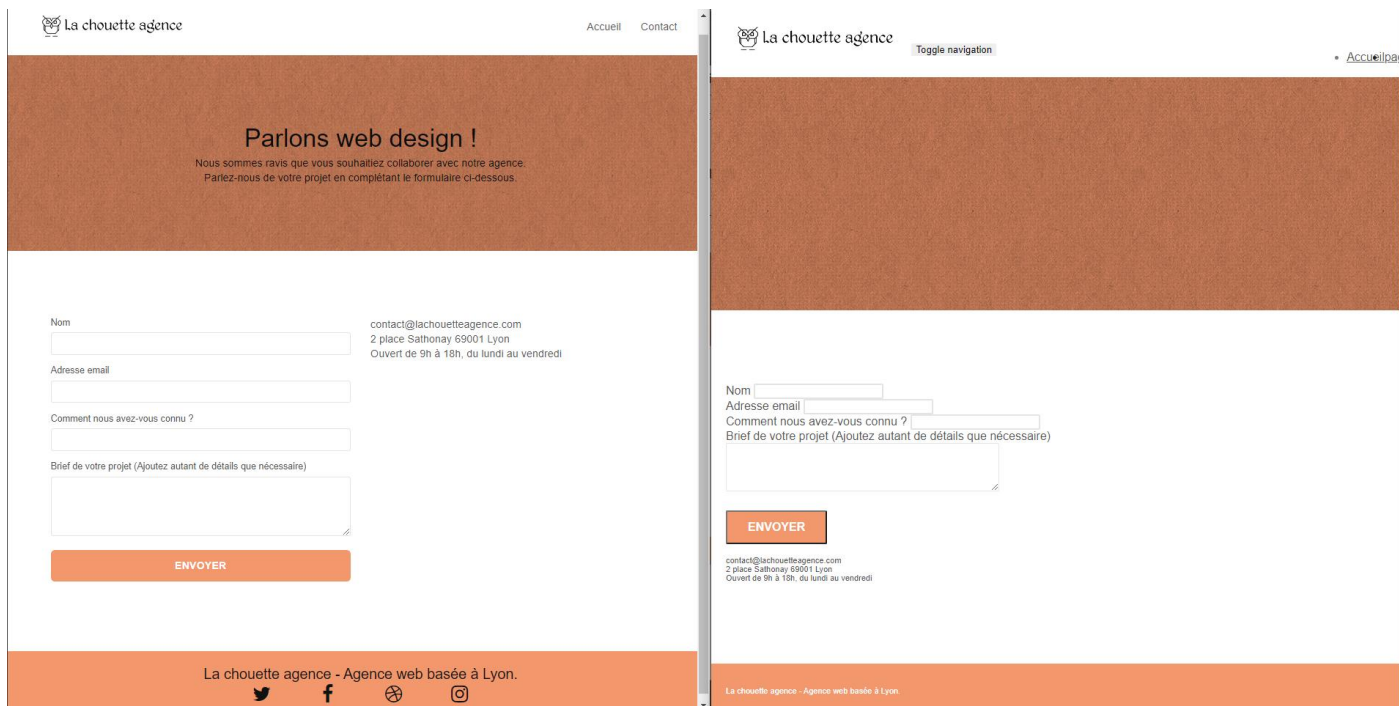 La chouette agence
Accueil Contact
Parlons web design !
Nous sommes ravis que vous souhaitiez collaborer avec notre agence.
Parlez-nous de votre projet en complétant le formulaire ci-dessous.
Nom
Adresse email
Comment nous avez-vous connu ?
Brief de votre projet (Ajoutez autant de détails que nécessaire)
ENVOYER
contact@lachouetteagence.com
2 place Sathonay 69001 Lyon
Ouvert de 9h à 18h, du lundi au vendredi
La chouette agence - Agence web basée à Lyon.
La chouette agence
Toggle navigation
Accueil
Nom
Adresse email
Comment nous avez-vous connu ?
Brief de votre projet (Ajoutez autant de détails que nécessaire)
ENVOYER
contact@lachouetteagence.com
2 place Sathonay 69001 Lyon
Ouvert de 9h à 18h, du lundi au vendredi
La chouette agence - Agence web basée à Lyon.